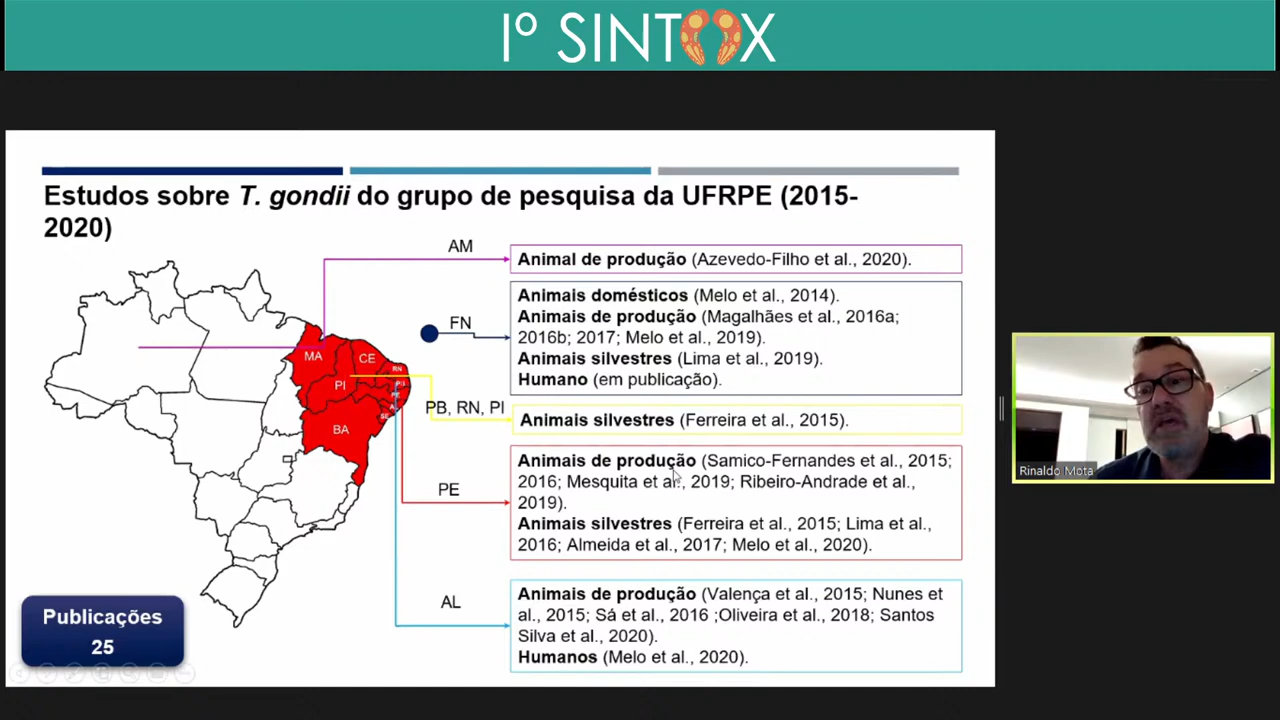 Iº SINTOX
Estudos sobre T. gondii do grupo de pesquisa da UFRPE (2015-
2020)
AM
Animal de produção (Azevedo-Filho et al., 2020).
FN
Animais domésticos (Melo et al., 2014).
Animais de produção (Magalhães et al., 2016a;
2016b; 2017; Melo et al., 2019).
Animais silvestres (Lima et al., 2019).
Humano (em publicação).
MA
CE
RN
PI
BA
SE
PB, RN, PI
Animais silvestres (Ferreira et al., 2015).
PE
Animais de produção (Samico-Fernandes et al., 2015;
2016; Mesquita et al., 2019; Ribeiro-Andrade et al.,
2019).
Animais silvestres (Ferreira et al., 2015; Lima et al.,
2016; Almeida et al., 2017; Melo et al., 2020).
AL
Animais de produção (Valença et al., 2015; Nunes et
al., 2015; Sá et al., 2016 ;Oliveira et al., 2018; Santos
Silva et al., 2020).
Humanos (Melo et al., 2020).
Publicações
25
Rinaldo Mota